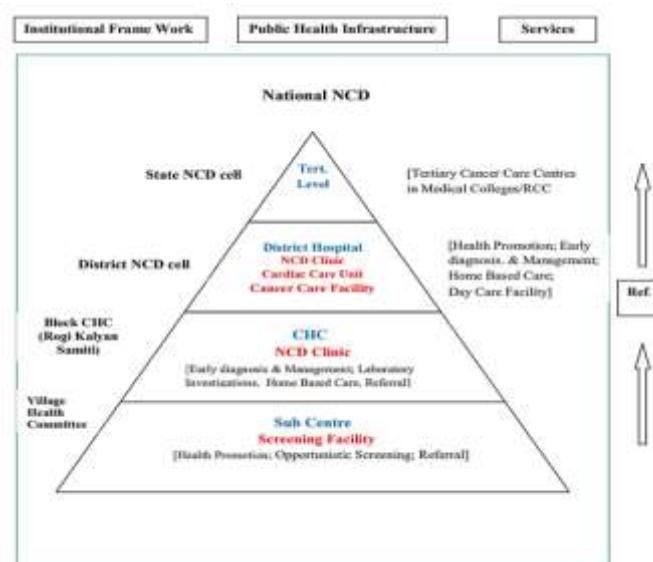 Institutional Frame Work
Public Health Infrastructure
Services
National NCD
State NCD cell
Tert.
Level
[Tertiary Cancer Care Centres
in Medical Colleges/RCC
District NCD cell
District Hospital
NCD Clinic
Cardiac Care Unit
Cancer Care Facility
[Health Promotion; Early
diagnosis. & Management;
Home Based Care;
Day Care Facility]
Ref.
Block CHC
(Rogi Kalyan
Samiti)
CHC
NCD Clinic
[Early diagnosis & Management; Laboratory
Investigations, Home Based Care, Referral]
Village
Health
Committee
Sub Centre
Screening Facility
[Health Promotion; Opportunistic Screening; Referral]